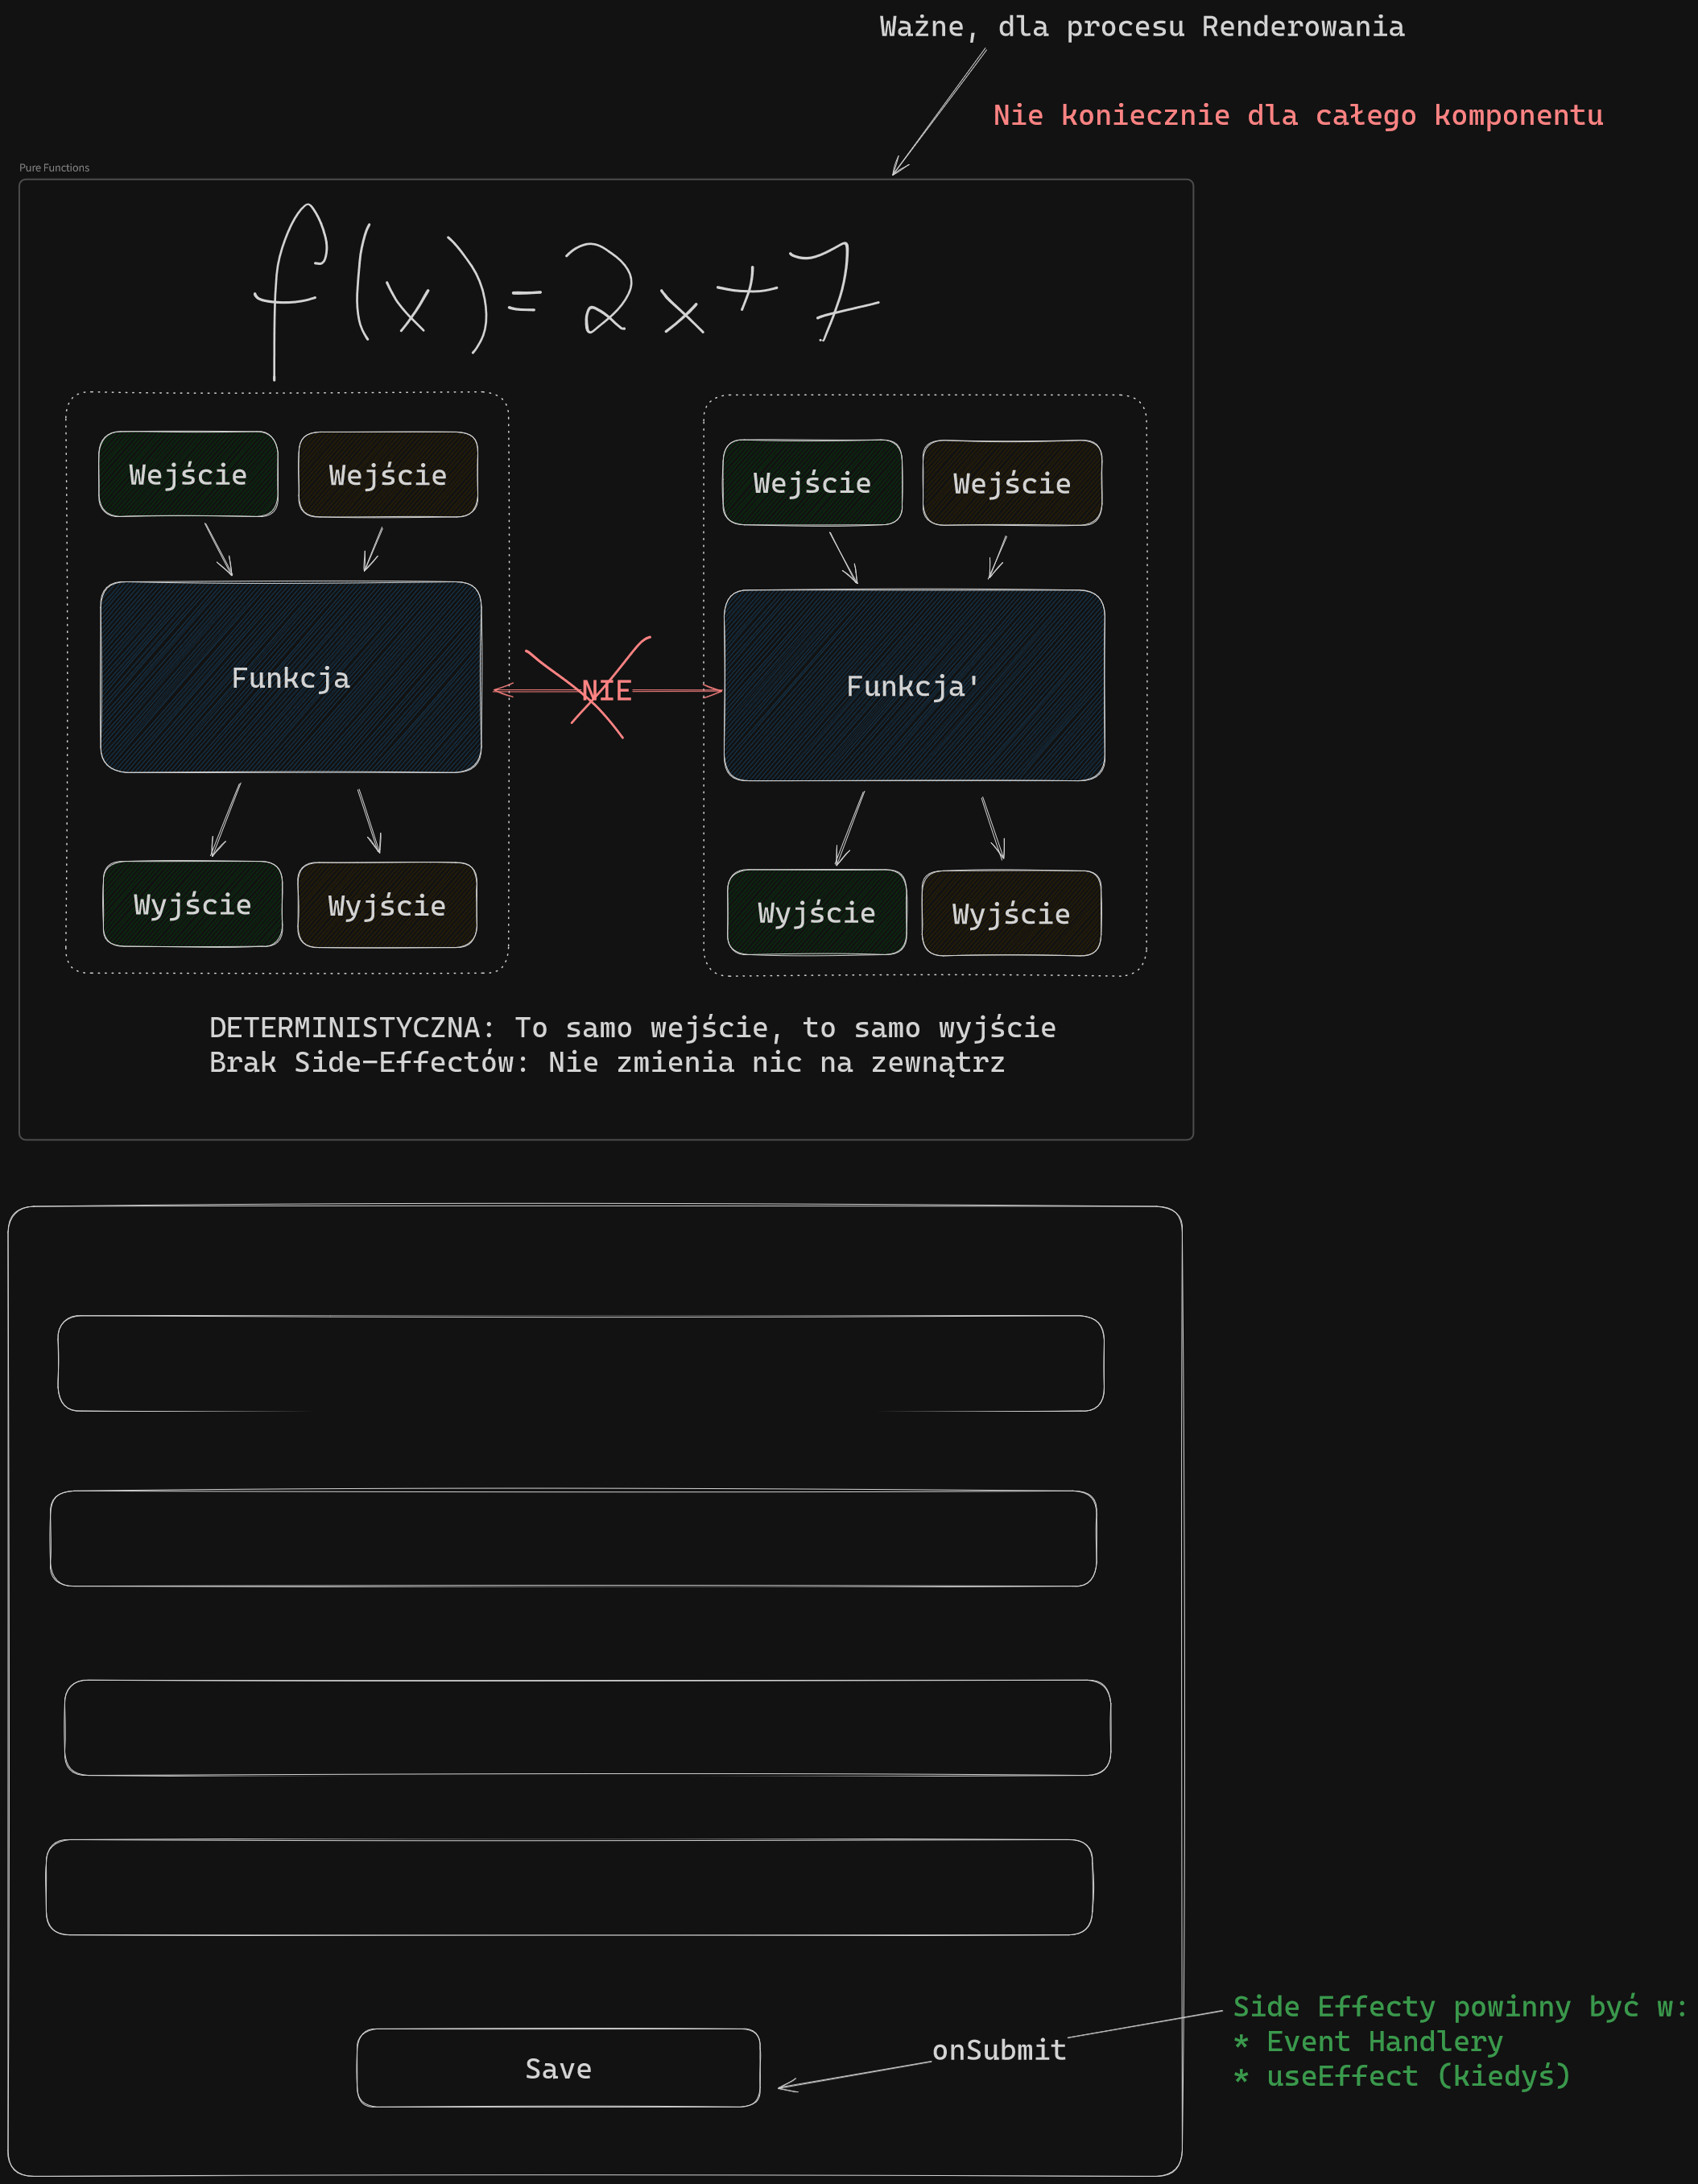 Ważne, dla procesu Renderowania
Nie koniecznie dla całego komponentu
Pure Functions
f(x)=2x+7
Wejście
Wejście
Wejście
Wejście
Funkcja
NIE
Funkcja'
Wyjście
Wyjście
Wyjście
Wyjście
DETERMINISTYCZNA: To samo wejście, to samo wyjście
Brak Side-Effectów: Nie zmienia nic na zewnątrz
Save
onSubmit
Side Effecty powinny być w:
* Event Handlery
* useEffect (kiedyś)